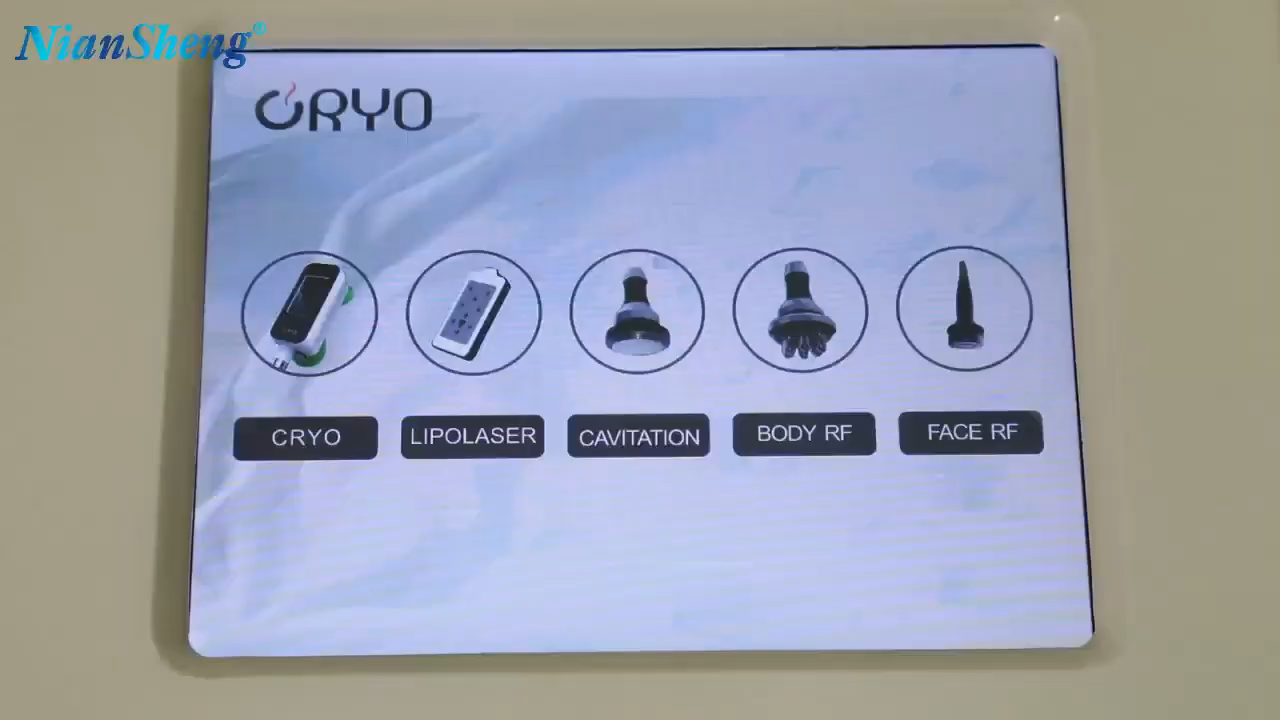 NianSheng®
CRYO
CRYO
LIPOLASER
CAVITATION
BODY RF
FACE RF